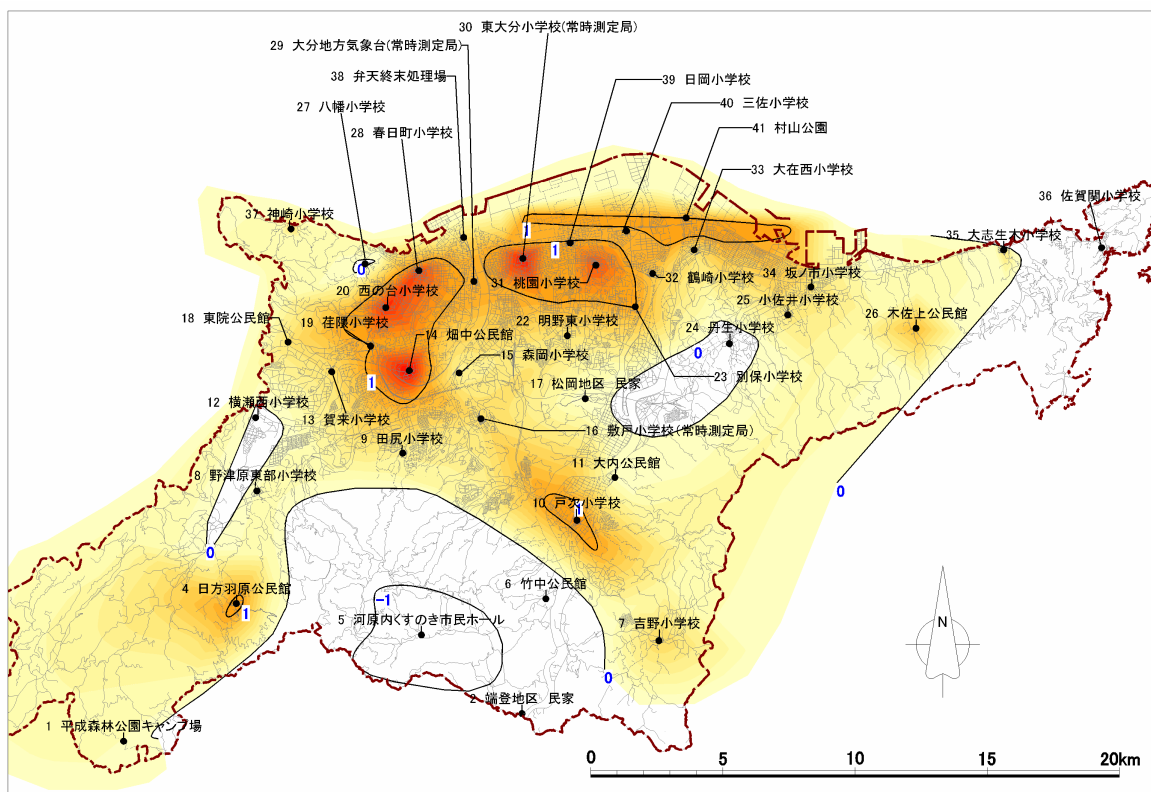 30 東大分小学校(常時測定局)
29 大分地方気象台(常時測定局)
38 弁天終末処理場
39 日岡小学校
27 八幡小学校
40 三佐小学校
28 春日町小学校
41 村山公園
33 大在西小学校
36 佐賀関小学校
37 神崎小学校
1
35 大志生木小学校
1
0
31 桃園小学校
32 鶴崎小学校
34 坂ノ市小学校
20 西の台小学校
25 小佐井小学校
18 東院公民館
19 荏隈小学校
22 明野東小学校
26 木佐上公民館
14 畑中公民館
24 丹生小学校
0
15 森岡小学校
23 別保小学校
1
17 松岡地区 民家
12 横瀬西小学校
13 賀来小学校
16 敷戸小学校(常時測定局)
9 田尻小学校
11 大内公民館
8 野津原東部小学校
0
10 戸次小学校
1
0
4 日方羽原公民館
6 竹中公民館
-1
1
5 河原内くすのき市民ホール
7 吉野小学校
N
0
2 端登地区 民家
1 平成森林公園キャンプ場
0 5 10 15 20km